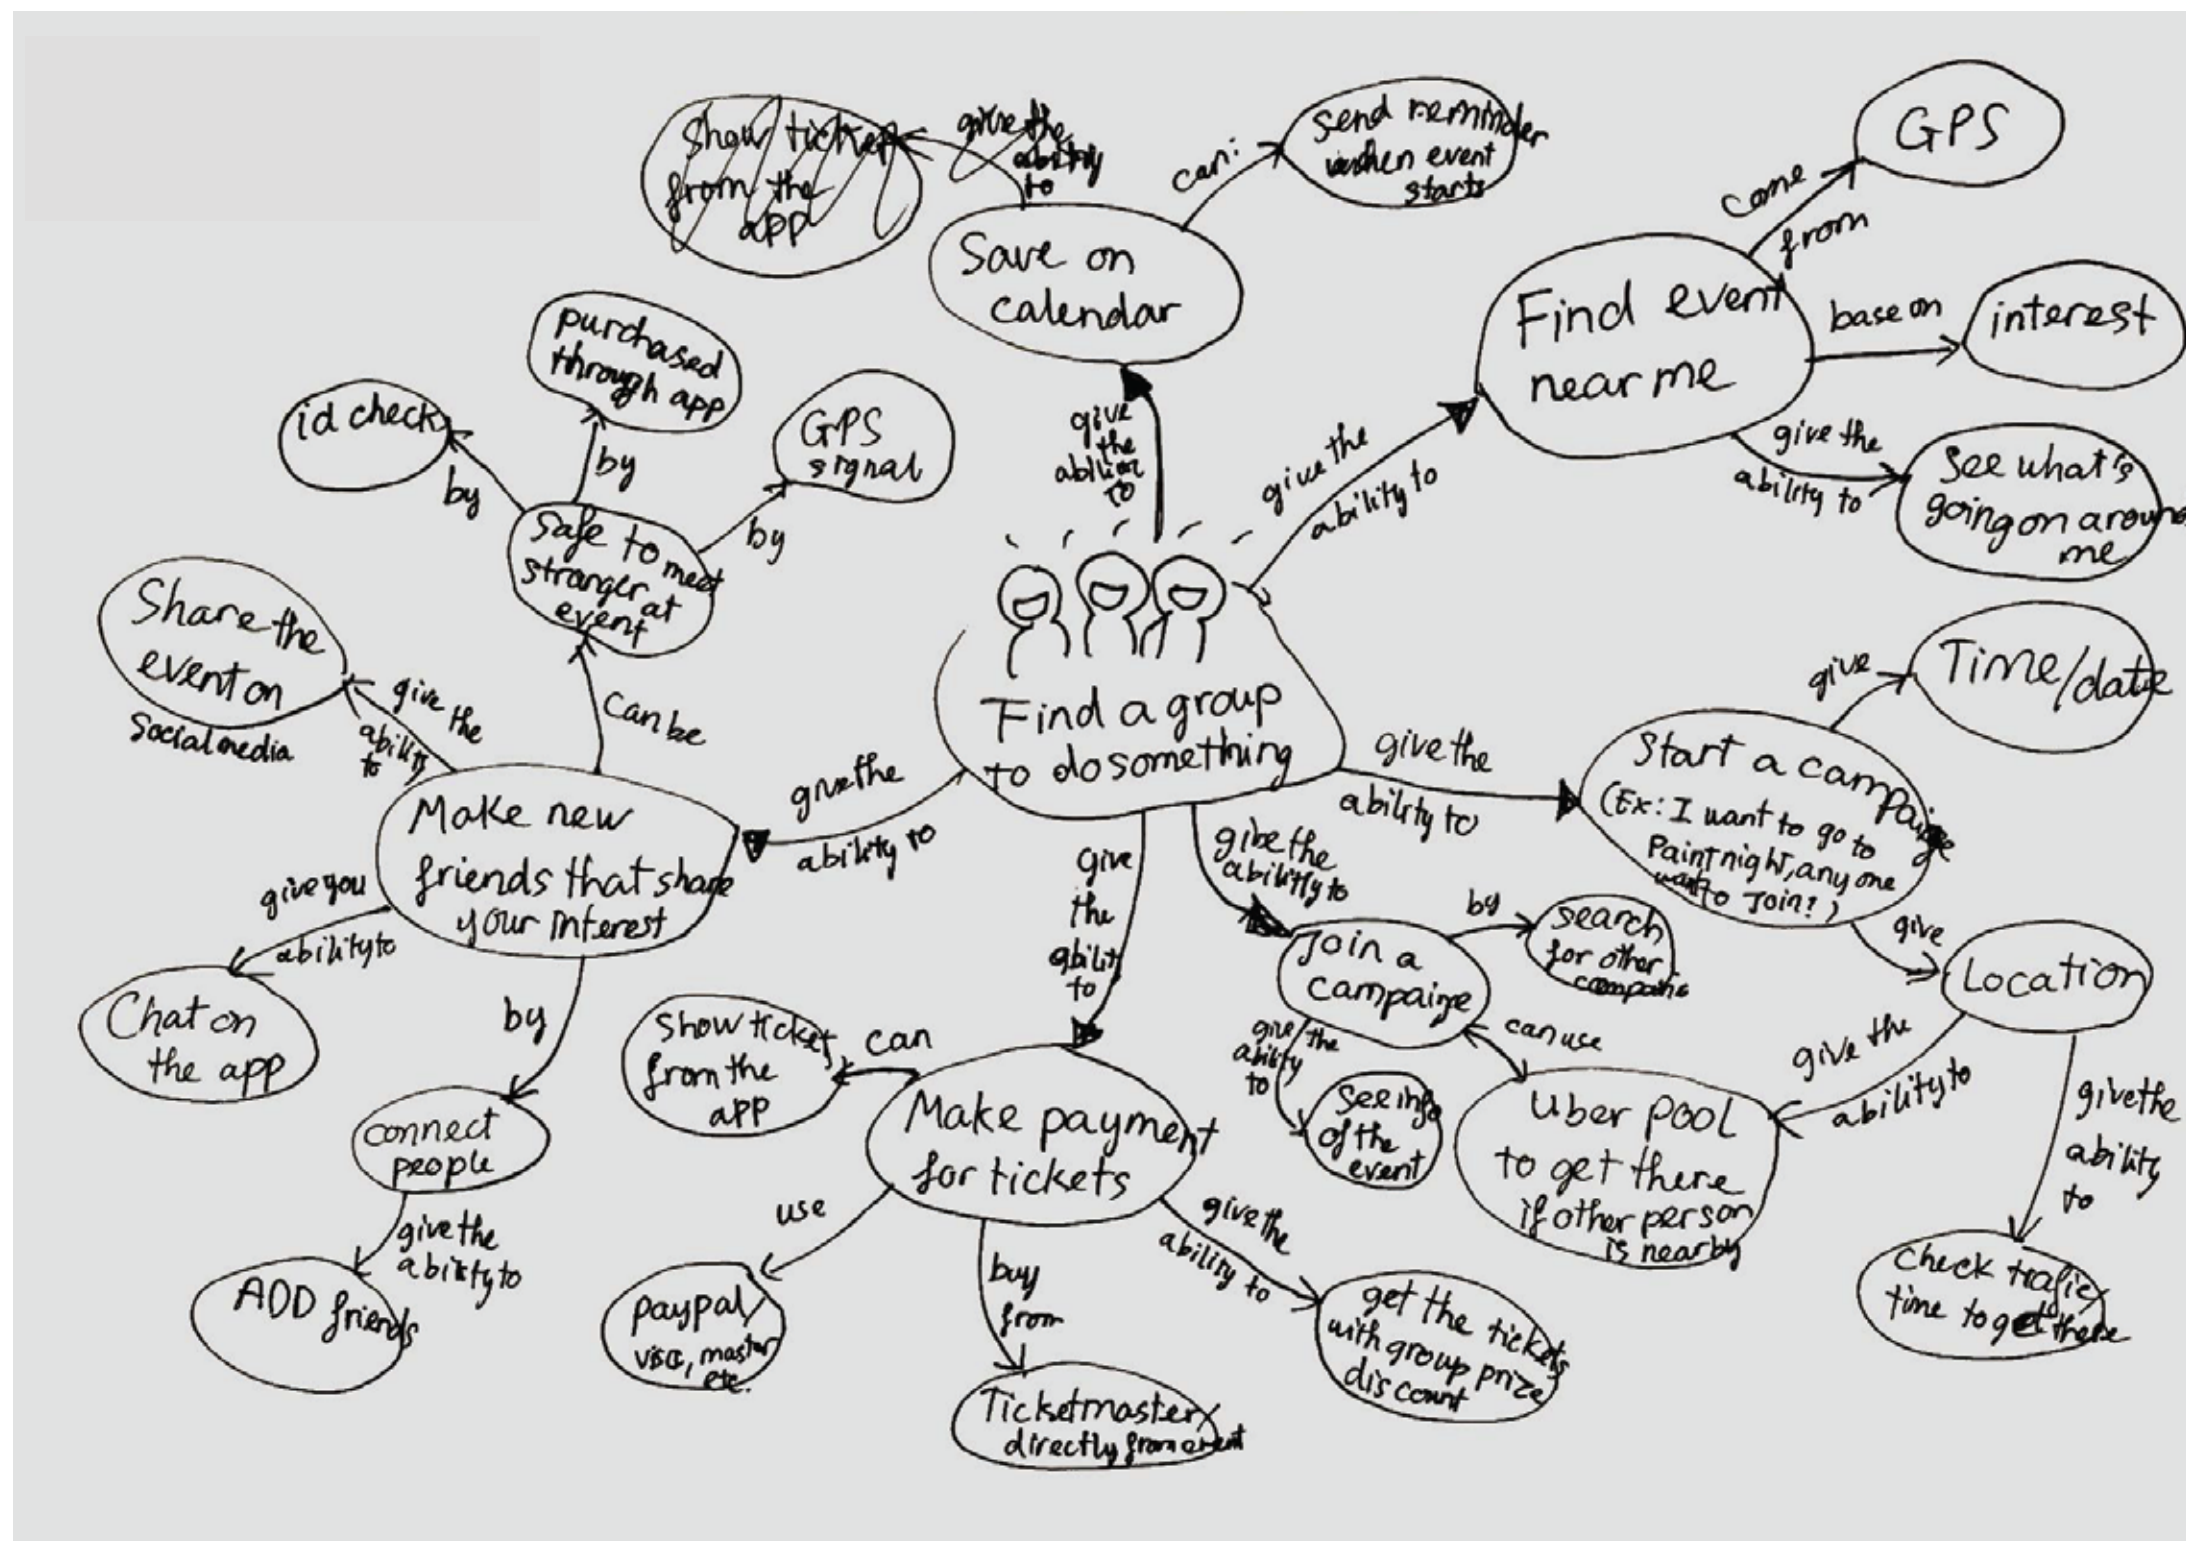 Show ticket
from the
app
give the
ability
to
Save on
calendar
can:
Send reminder
when event
starts
give
the
to
Find event
near me
give the
ability to
come
from
GPS
base on
interest
give the
ability to
See what's
going on around
me
purchased
through app
by
id check
by
GPS
signal
by
Safe to meet
stranger at
event
can be
Share the
event on
social media
give the
ability
to
Make new
friends that share
your interest
give the
ability to
give you
ability to
Chat on
the app
by
connect
people
give the
ability to
ADD friends
Find a group
to do something
give the
ability to
Start a campaige
(Ex: I want to go to
Paint night, any one
want to Join?)
give
Time/date
give
Location
give the
ability to
give the
ability
to
Check trafic/
time to get there
give the
abilitly to
Join a
campaige
by
search
for other
can use
Uber POOL
to get there
if other person
is nearby
give the
ability
to
See info
of the
event
give
the
ability
to
Make payment
for tickets
can
Show ticket
from the
app
use
paypal/
visa, master
etc.
buy
from
Ticketmaster/
directly from event
give the
ability to
get the tickets
with group prize
discount